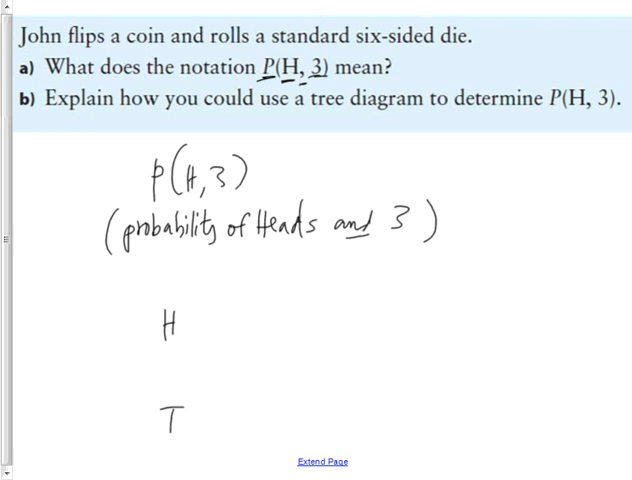 John flips a coin and rolls a standard six-sided die.
a) What does the notation P(H, 3) mean?
b) Explain how you could use a tree diagram to determine P(H, 3).
P(H, 3)
(probability of Heads and 3)
H
T
Extend Page